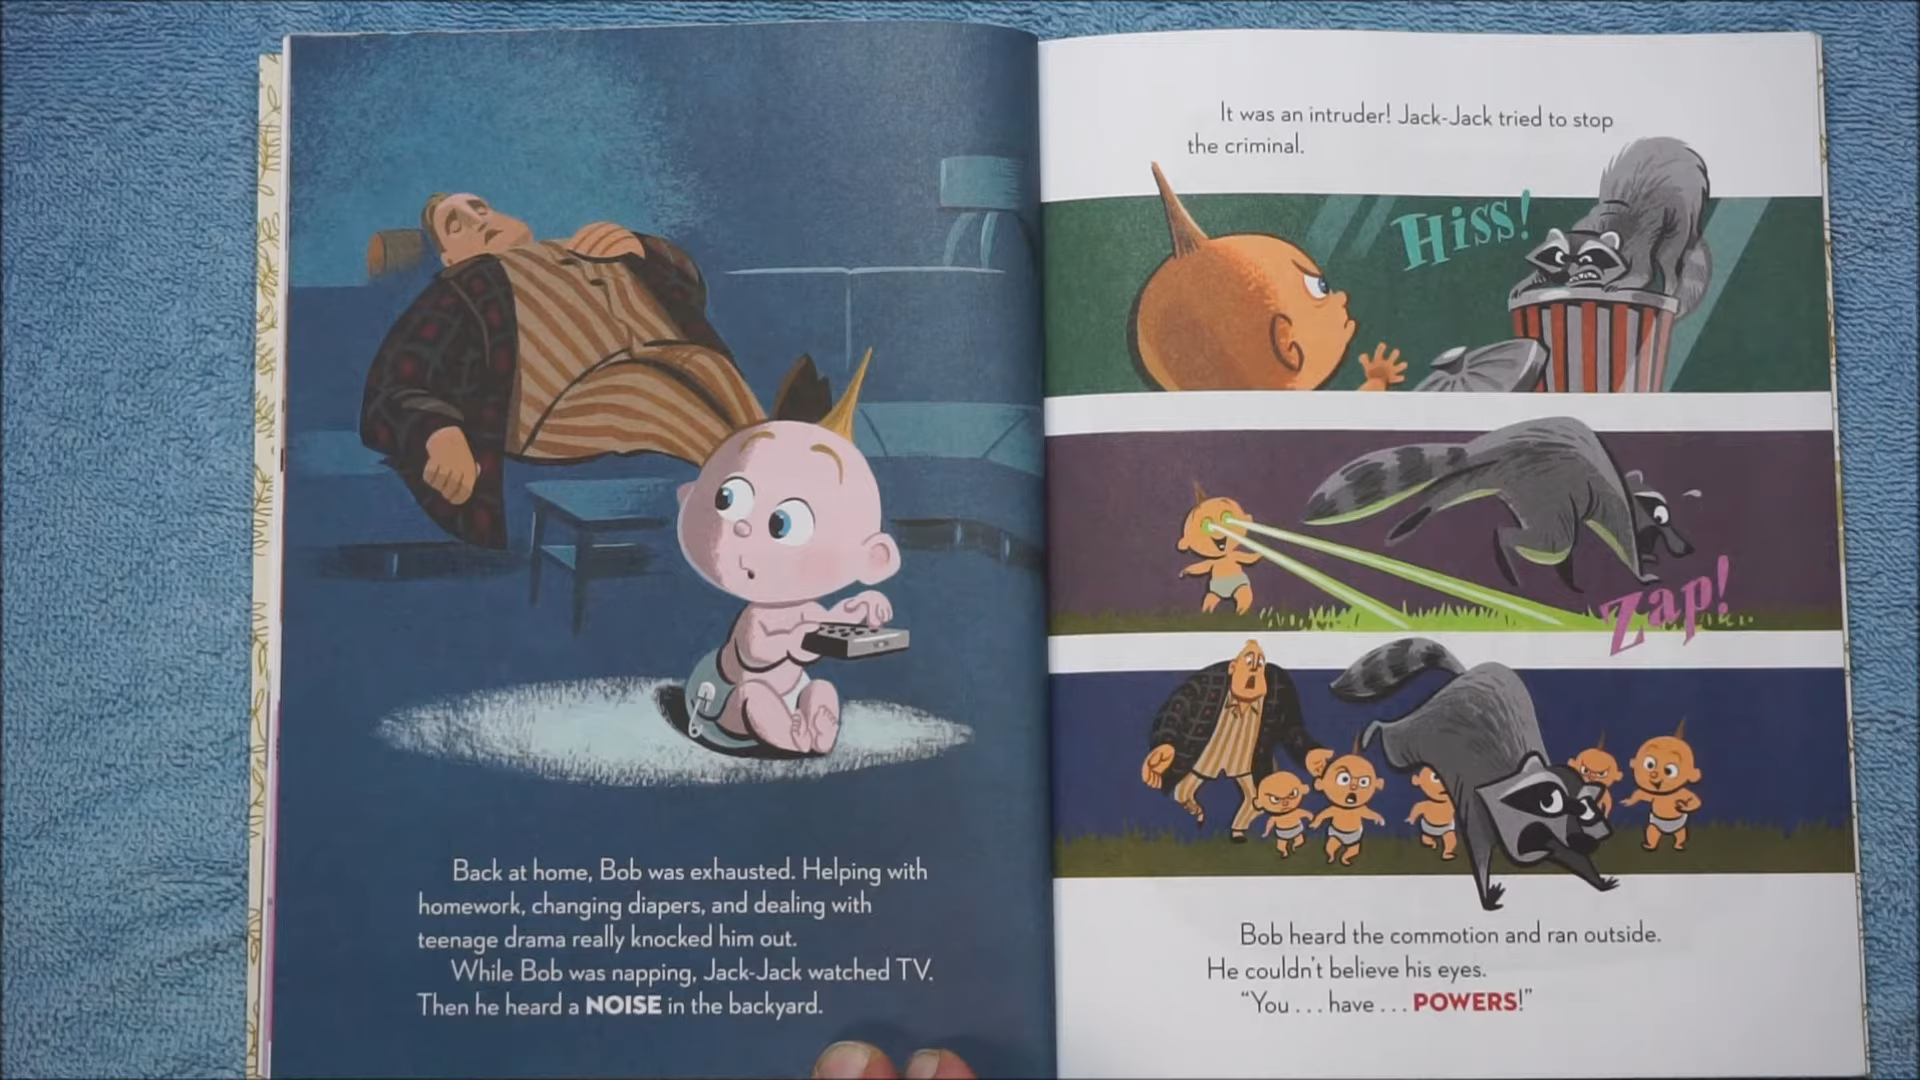 Back at home, Bob was exhausted. Helping with
homework, changing diapers, and dealing with
teenage drama really knocked him out.
While Bob was napping, Jack-Jack watched TV.
Then he heard a NOISE in the backyard.
It was an intruder! Jack-Jack tried to stop
the criminal.
Hiss!
Zap!
Bob heard the commotion and ran outside.
He couldn't believe his eyes.
“You . . . have . . . POWERS!”